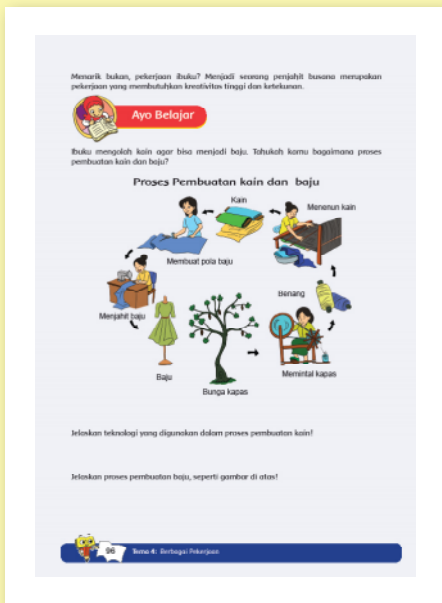 Menarik bukan, pekerjaan ibuku? Menjadi seorang penjahit busana merupakan
pekerjaan yang membutuhkan kreativitas tinggi dan ketekunan.
Ayo Belajar
Ibuku mengolah kain agar bisa menjadi baju. Tahukah kamu bagaimana proses
pembuatan kain dan baju?
Proses Pembuatan kain dan baju
Kain
Menenun kain
Membuat pola baju
Benang
Menjahit baju
Memintal kapas
Baju
Bunga kapas
Jelaskan teknologi yang digunakan dalam proses pembuatan kain!
Jelaskan proses pembuatan baju, seperti gambar di atas!
96
Tema 4: Berbagai Pekerjaan